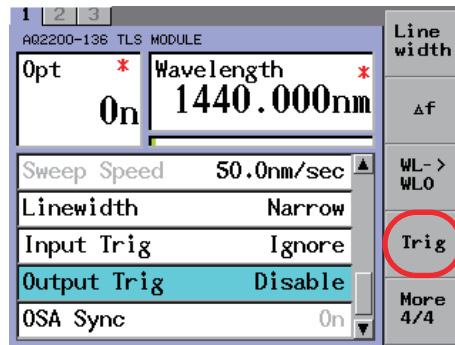 1 2 3
AQ2200-136 TLS MODULE
Opt *
On
Wavelength *
1440.000nm
Sweep Speed 50.0nm/sec
Linewidth Narrow
Input Trig Ignore
Output Trig Disable
OSA Sync On
Line
width
Δf
WL->
WL0
Trig
More
4/4